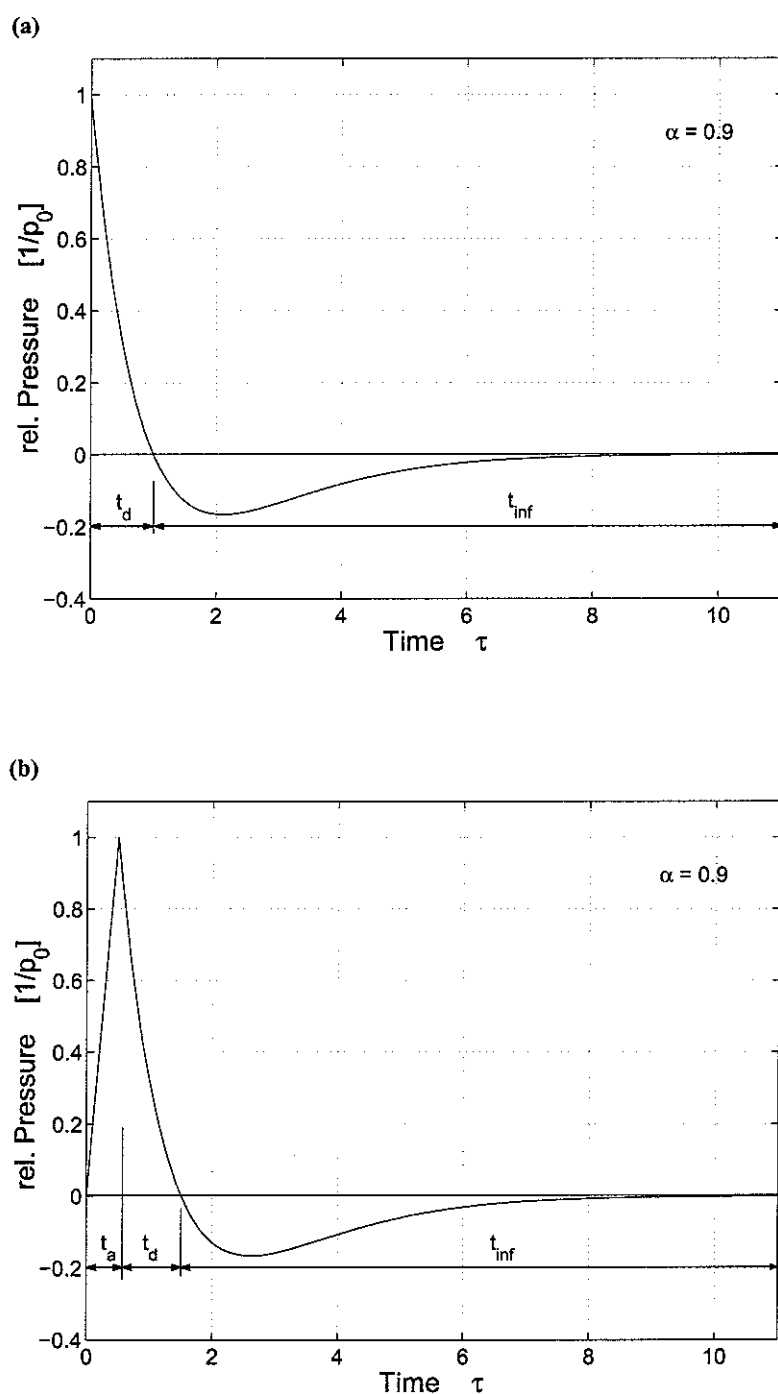 (a)
1
0.8
0.6
0.4
0.2
0
−0.2
−0.4
rel. Pressure [1/p0]
α = 0.9
td
tinf
0 2 4 6 8 10
Time τ
(b)
1
0.8
0.6
0.4
0.2
0
−0.2
−0.4
rel. Pressure [1/p0]
α = 0.9
ta td tinf
0 2 4 6 8 10
Time τ